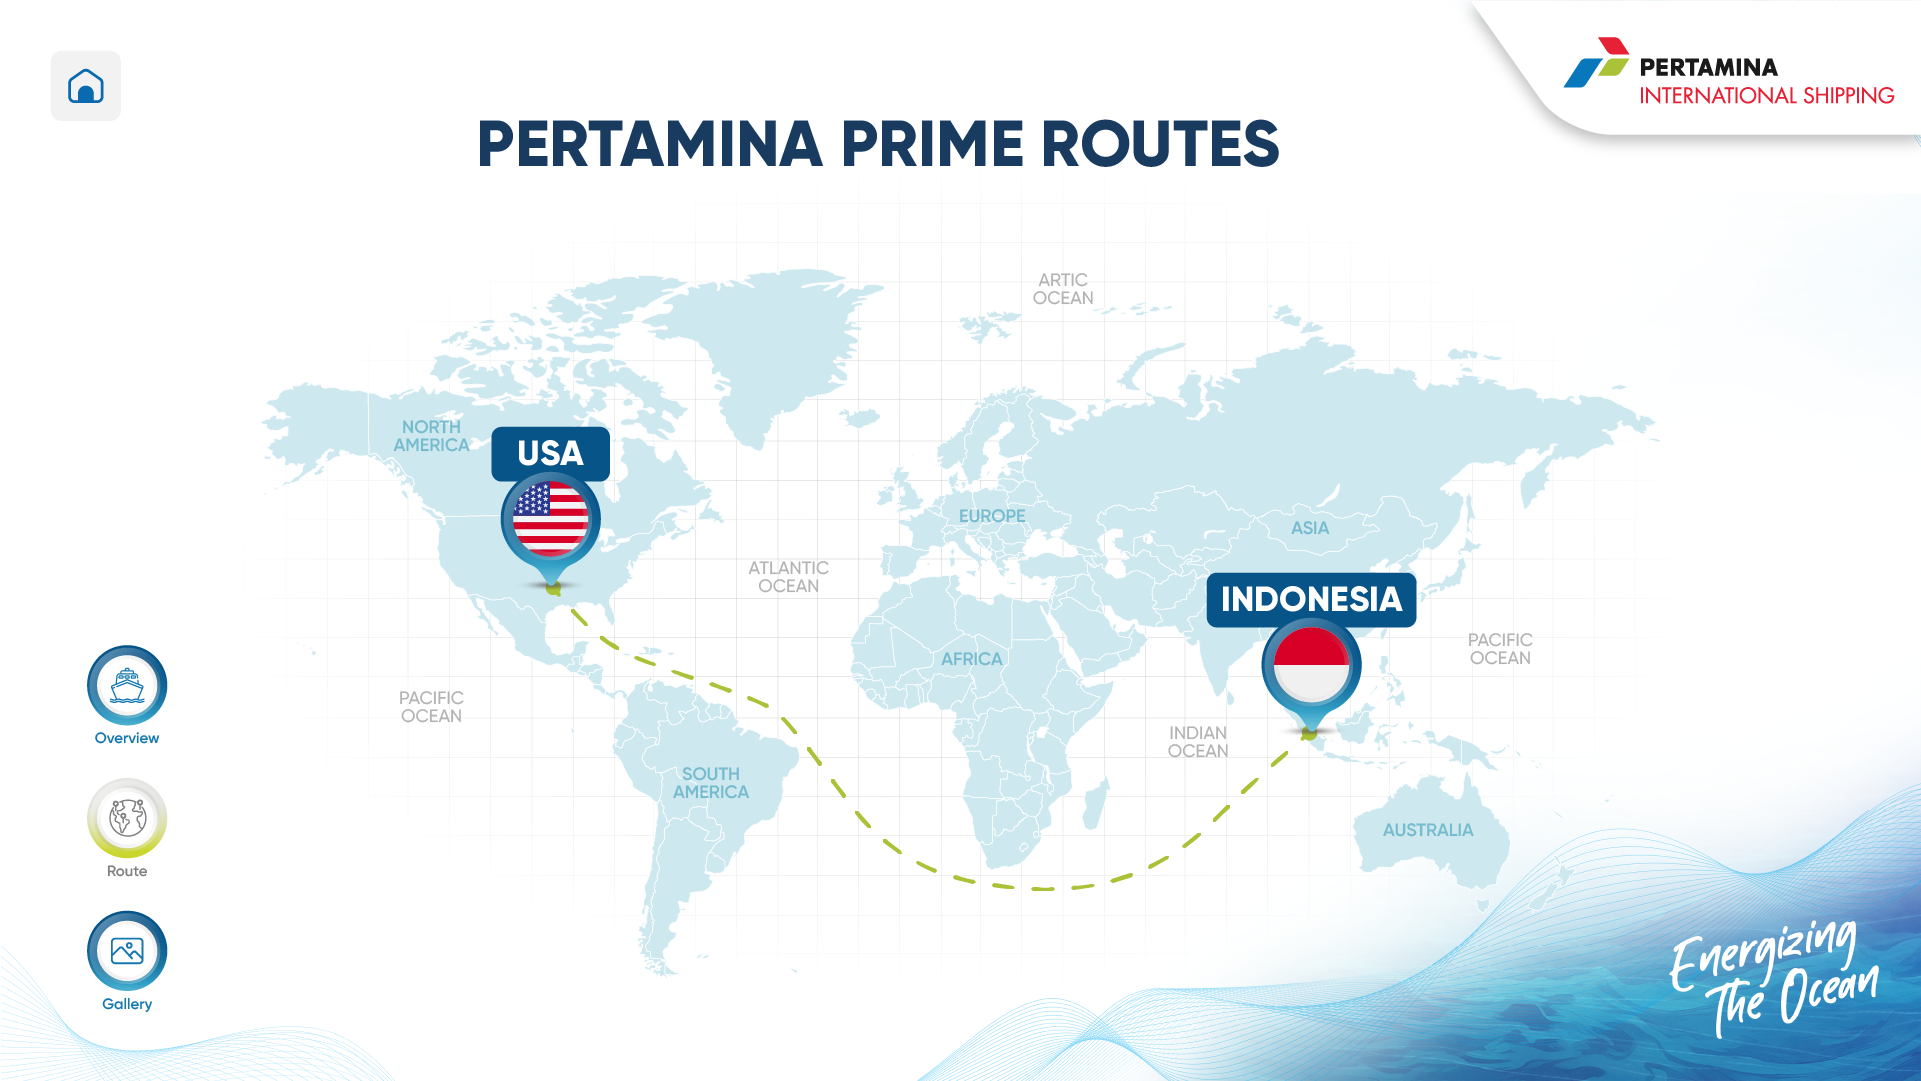 PERTAMINA
INTERNATIONAL SHIPPING
PERTAMINA PRIME ROUTES
ARTIC
OCEAN
NORTH
AMERICA
USA
EUROPE
ASIA
ATLANTIC
OCEAN
INDONESIA
PACIFIC
OCEAN
AFRICA
PACIFIC
OCEAN
INDIAN
OCEAN
SOUTH
AMERICA
AUSTRALIA
Overview
Route
Gallery
Energizing
The Ocean